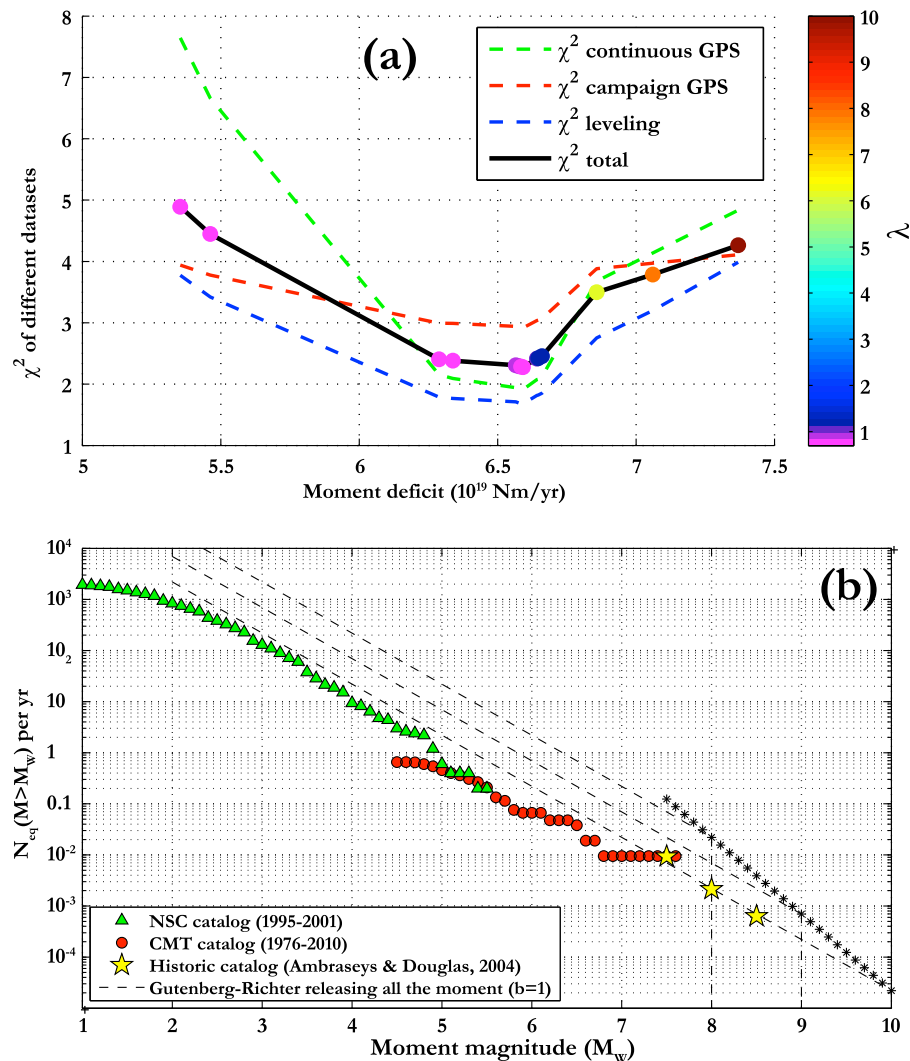 8
7
6
5
4
3
2
1
(a)
χ² continuous GPS
χ² campaign GPS
χ² leveling
χ² total
χ² of different datasets
5
5.5
6
6.5
7
7.5
Moment deficit (10¹⁹ Nm/yr)
10
9
8
7
6
5
4
3
2
1
λ
(b)
10⁴
10³
10²
10
1
0.1
10⁻²
10⁻³
10⁻⁴
N_eq(M>M_w) per yr
NSC catalog (1995-2001)
CMT catalog (1976-2010)
Historic catalog (Ambraseys & Douglas, 2004)
Gutenberg-Richter releasing all the moment (b=1)
1 2 3 4 5 6 7 8 9 10
Moment magnitude (M_w)